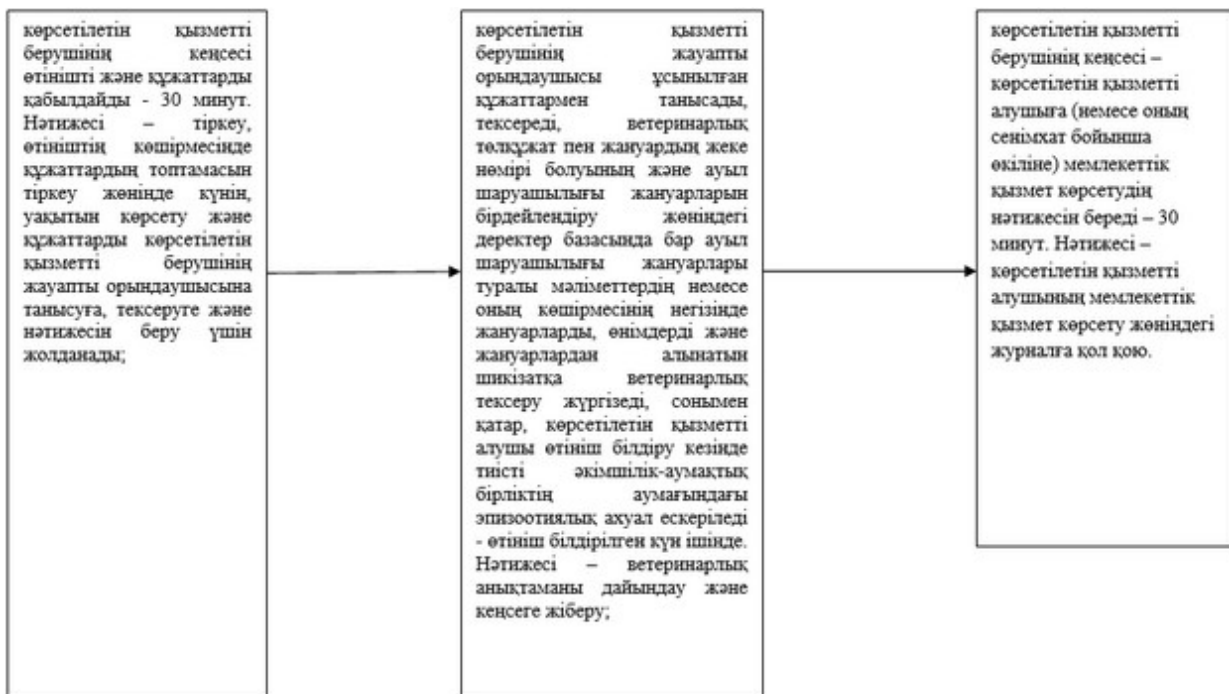 көрсетілетін қызметті
берушінің кеңсесі
өтінішті және құжаттарды
қабылдайды - 30 минут.
Нәтижесі – тіркеу,
өтініштің көшірмесінде
құжаттардың топтамасын
тіркеу жөнінде күнін,
уақытын көрсету және
құжаттарды көрсетілетін
қызметті берушінің
жауапты орындаушысына
танысуға, тексеруге және
нәтижесін беру үшін
жолданады;
көрсетілетін қызметті
берушінің жауапты
орындаушысы ұсынылған
құжаттармен танысады,
тексереді, ветеринарлық
төлқұжат пен жануардың жеке
нөмірі болуының және ауыл
шаруашылығы жануарларын
бірдейлендіру жөніндегі
деректер базасында бар ауыл
шаруашылығы жануарлары
туралы мәліметтердің немесе
оның көшірмесінің негізінде
жануарларды, өнімдерді және
жануарлардан алынатын
шикізатқа ветеринарлық
тексеру жүргізеді, сонымен
қатар, көрсетілетін қызметті
алушы өтініш білдіру кезінде
тиісті әкімшілік-аумақтық
бірліктің аумағындағы
эпизоотиялық ахуал ескеріледі
- өтініш білдірілген күн ішінде.
Нәтижесі – ветеринарлық
анықтаманы дайындау және
кеңсеге жіберу;
көрсетілетін қызметті
берушінің кеңсесі –
көрсетілетін қызметті
алушыға (немесе оның
сенімхат бойынша
өкіліне) мемлекеттік
қызмет көрсетудің
нәтижесін береді – 30
минут. Нәтижесі –
көрсетілетін қызметті
алушының мемлекеттік
қызмет көрсету жөніндегі
журналға қол қою.